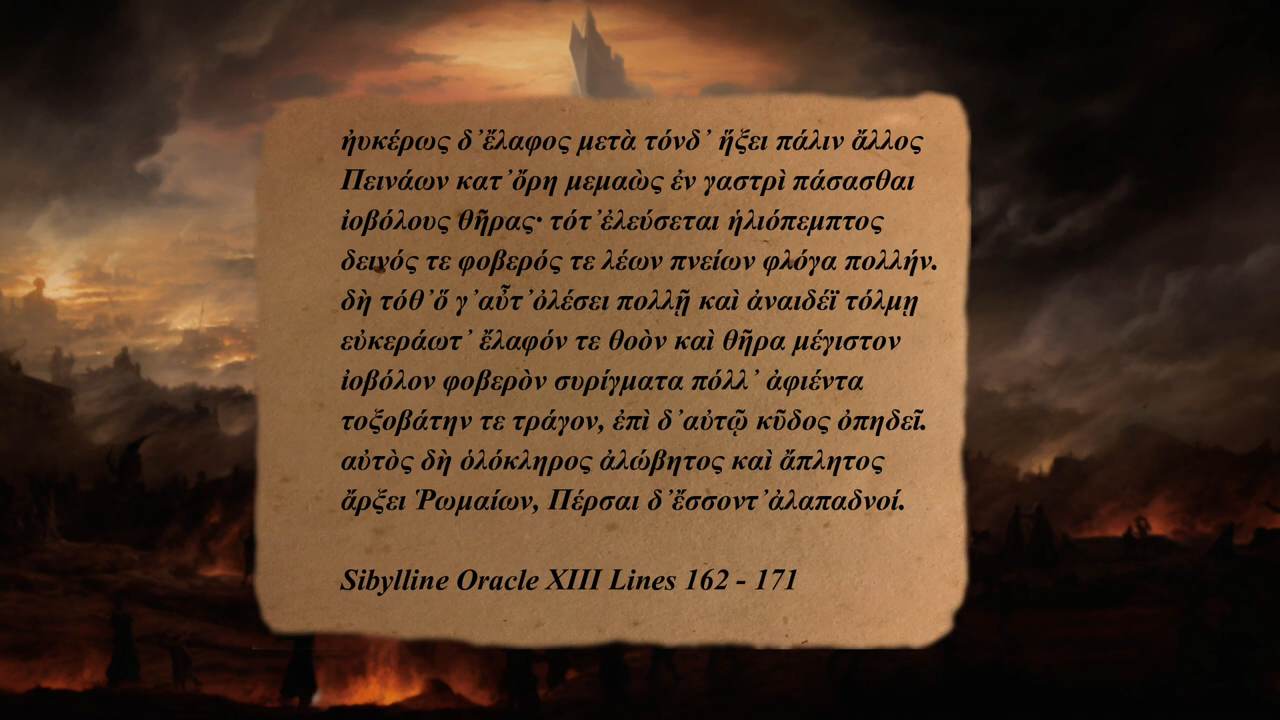 ἠυκέρως δ᾽ἔλαφος μετὰ τόνδ᾽ ἥξει πάλιν ἄλλος
Πεινάων κατ᾽ὄρη μεμαὼς ἐν γαστρὶ πάσασθαι
ἰοβόλους θῆρας· τότ᾽ἐλεύσεται ἡλιόπεμπτος
δεινός τε φοβερός τε λέων πνείων φλόγα πολλήν.
δὴ τόθ᾽ὅ γ᾽αὖτ᾽ὀλέσει πολλῇ καὶ ἀναιδέϊ τόλμῃ
εὐκεράωτ᾽ ἔλαφόν τε θοὸν καὶ θῆρα μέγιστον
ἰοβόλον φοβερὸν συρίγματα πόλλ᾽ ἀφιέντα
τοξοβάτην τε τράγον, ἐπὶ δ᾽αὐτῷ κῦδος ὀπηδεῖ.
αὐτὸς δὴ ὁλόκληρος ἀλώβητος καὶ ἄπλητος
ἄρξει Ῥωμαίων, Πέρσαι δ᾽ἔσσοντ᾽ἀλαπαδνοί.
Sibylline Oracle XIII Lines 162 - 171